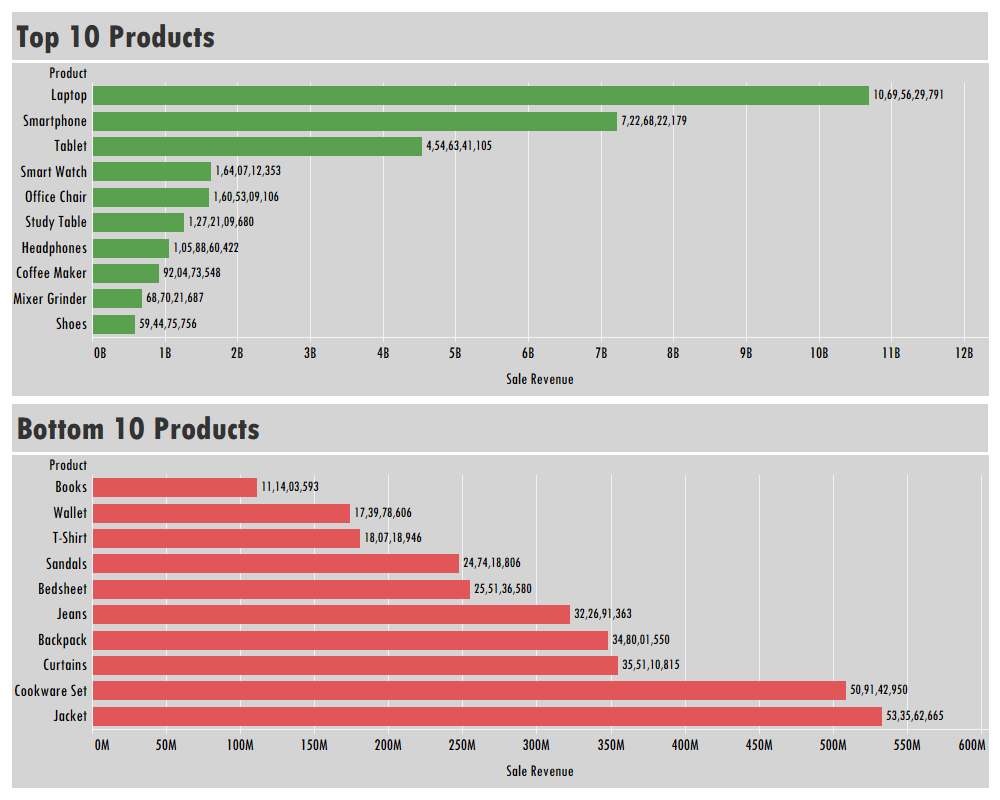 Top 10 Products
Product
Laptop 10,69,56,29,791
Smartphone 7,22,68,22,179
Tablet 4,54,63,41,105
Smart Watch 1,64,07,12,353
Office Chair 1,60,53,09,106
Study Table 1,27,21,09,680
Headphones 1,05,88,60,422
Coffee Maker 92,04,73,548
Mixer Grinder 68,70,21,687
Shoes 59,44,75,756
0B 1B 2B 3B 4B 5B 6B 7B 8B 9B 10B 11B 12B
Sale Revenue
Bottom 10 Products
Product
Books 11,14,03,593
Wallet 17,39,78,606
T-Shirt 18,07,18,946
Sandals 24,74,18,806
Bedsheet 25,51,36,580
Jeans 32,26,91,363
Backpack 34,80,01,550
Curtains 35,51,10,815
Cookware Set 50,91,42,950
Jacket 53,35,62,665
0M 50M 100M 150M 200M 250M 300M 350M 400M 450M 500M 550M 600M
Sale Revenue